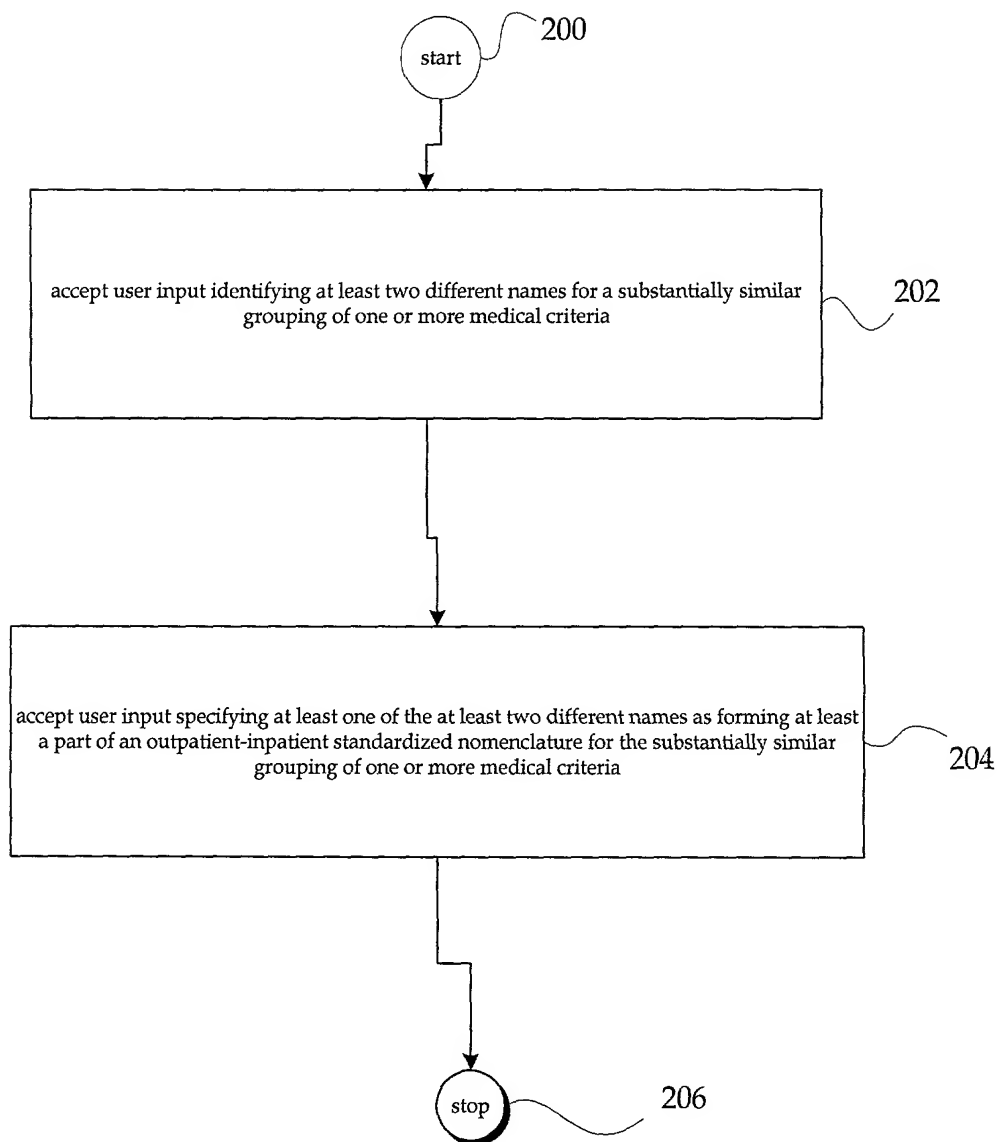 200
start
accept user input identifying at least two different names for a substantially similar
grouping of one or more medical criteria
202
accept user input specifying at least one of the at least two different names as forming at least
a part of an outpatient-inpatient standardized nomenclature for the substantially similar
grouping of one or more medical criteria
204
stop
206